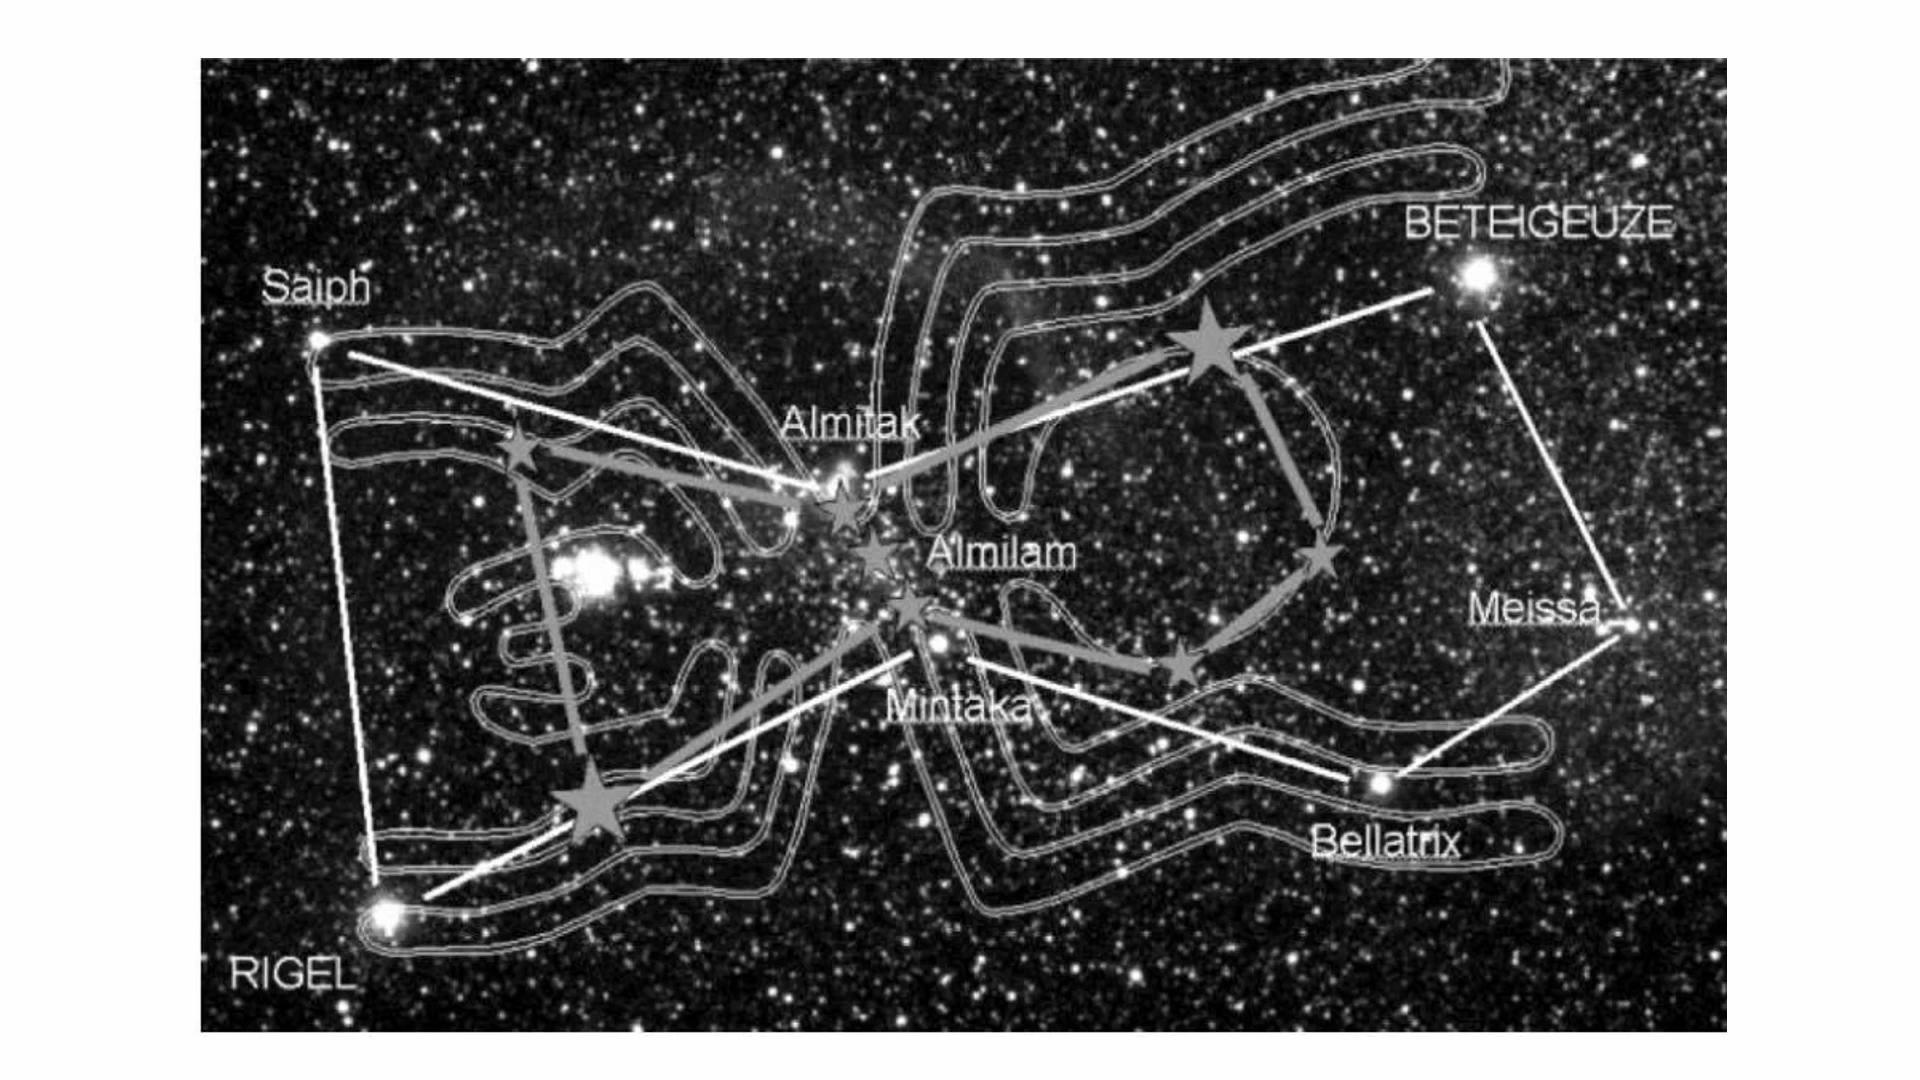 BETEIGEUZE
Saiph
Almitak
Almilam
Meissa
Mintaka
Bellatrix
RIGEL